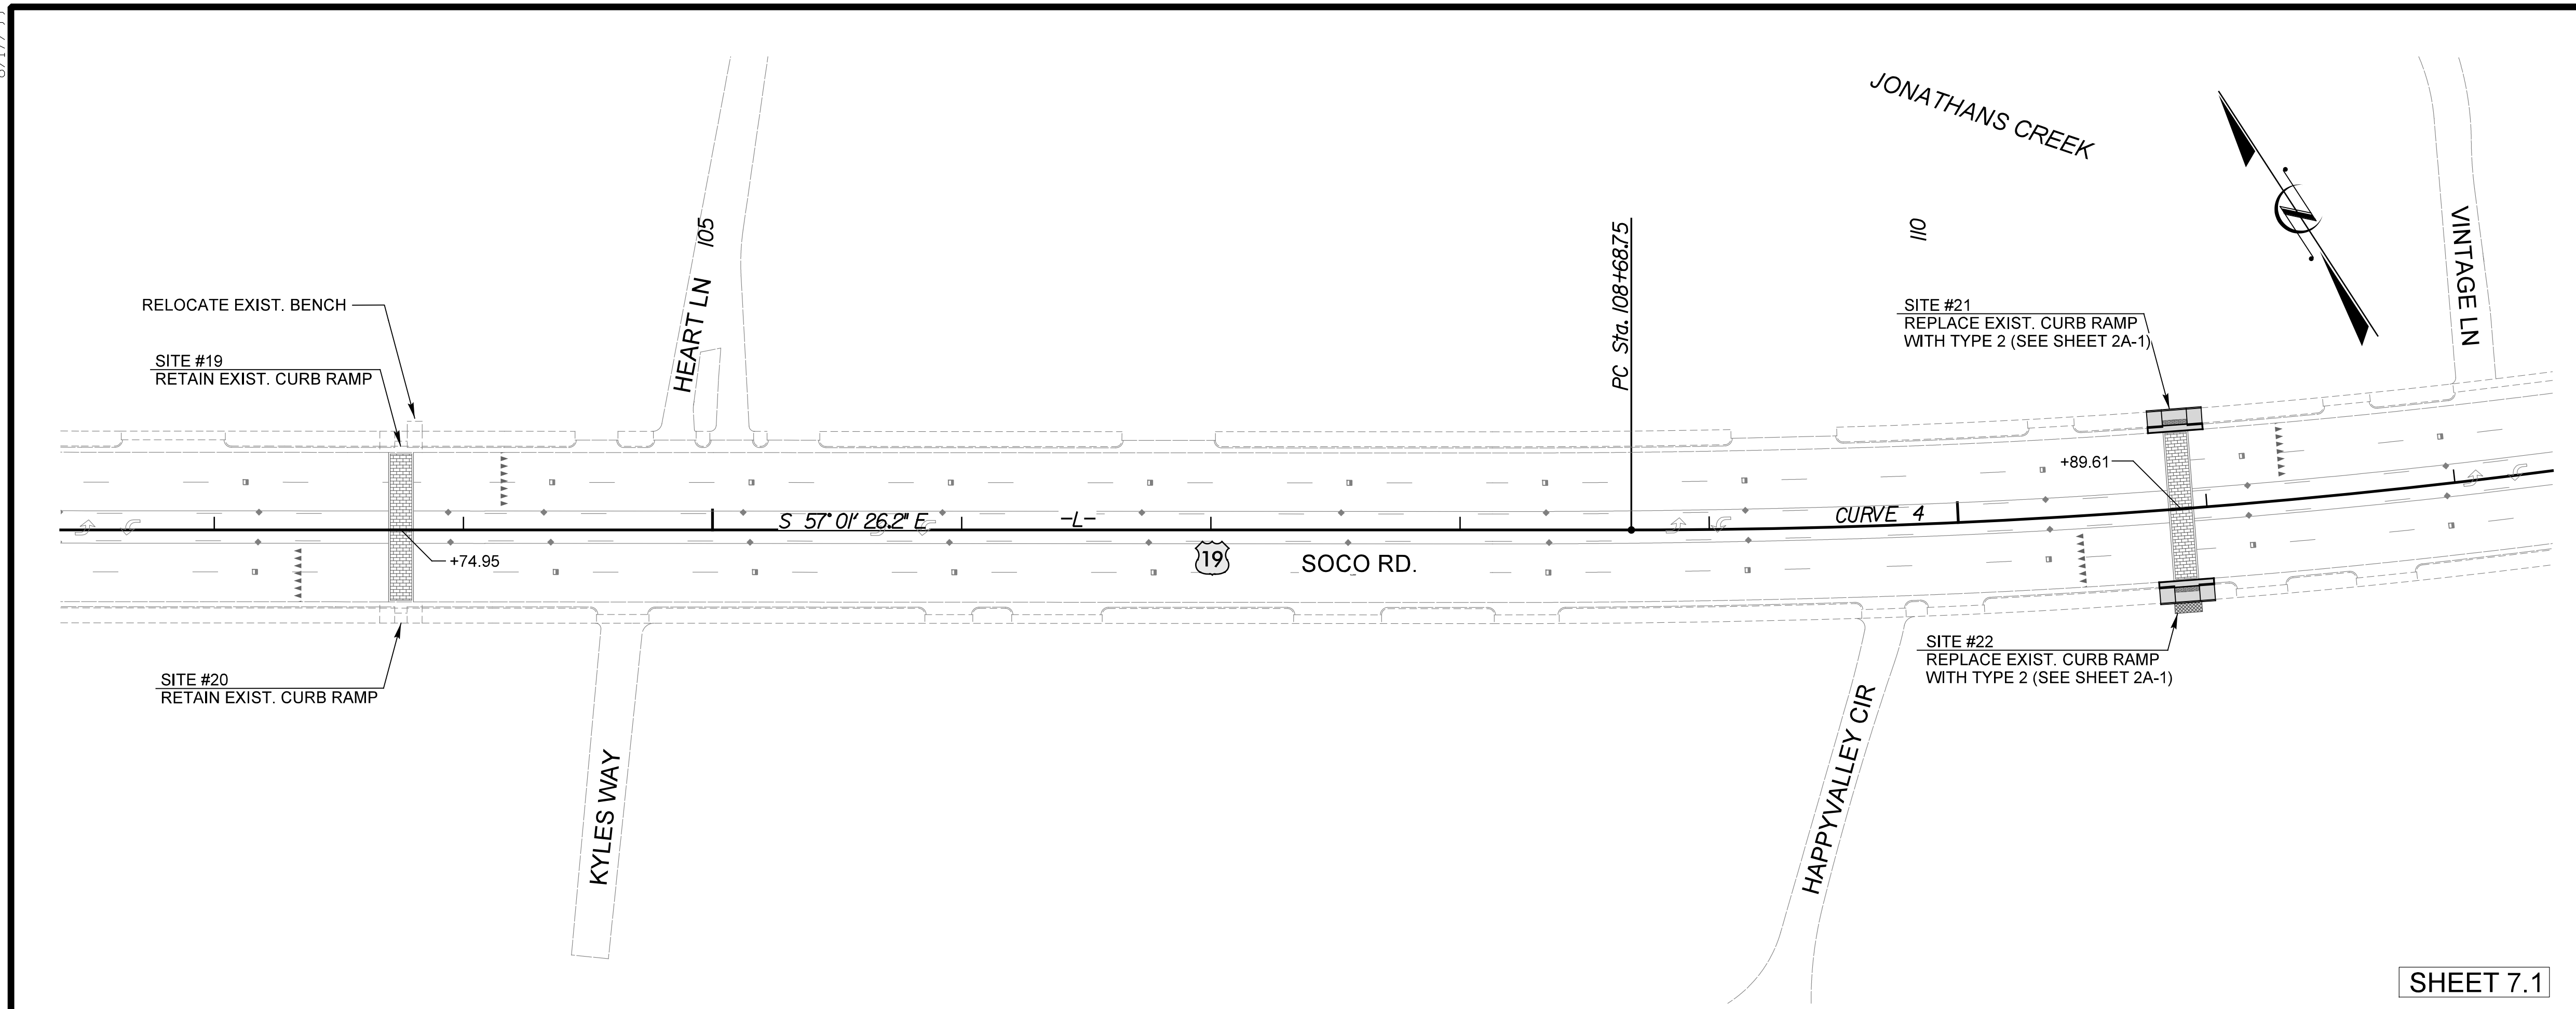 JONATHANS CREEK
HEART LN
105
PC Sta. 108+68.75
110
VINTAGE LN
RELOCATE EXIST. BENCH
SITE #19
RETAIN EXIST. CURB RAMP
SITE #21
REPLACE EXIST. CURB RAMP
WITH TYPE 2 (SEE SHEET 2A-1)
+89.61
S 57° 01' 26.2" E
-L-
CURVE 4
+74.95
19
SOCO RD.
SITE #20
RETAIN EXIST. CURB RAMP
SITE #22
REPLACE EXIST. CURB RAMP
WITH TYPE 2 (SEE SHEET 2A-1)
KYLES WAY
HAPPYVALLEY CIR
SHEET 7.1